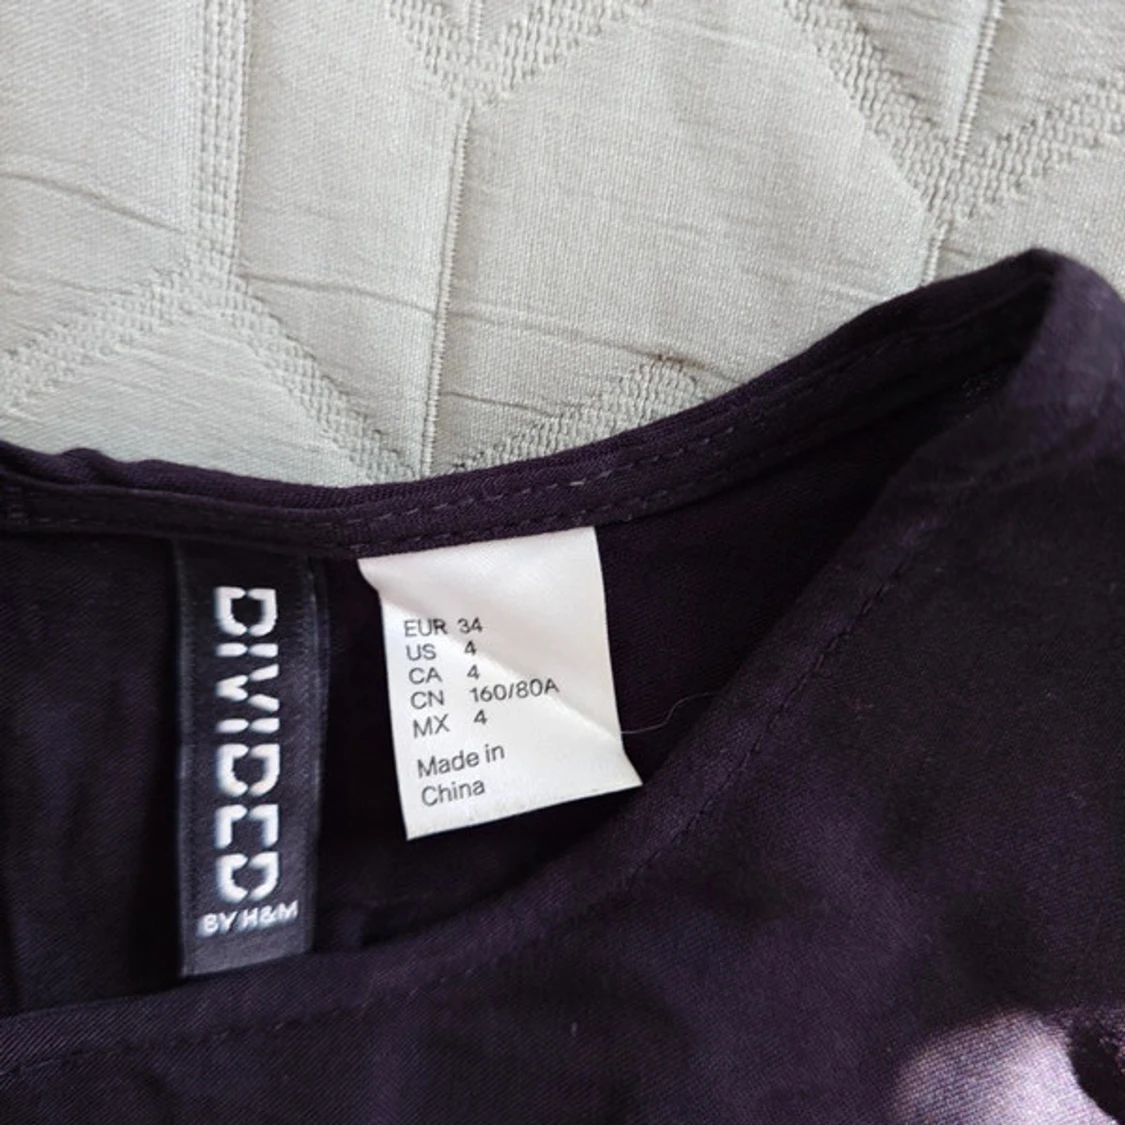 DIVIDED
BY H&M
EUR 34
US 4
CA 4
CN 160/80A
MX 4
Made in
China